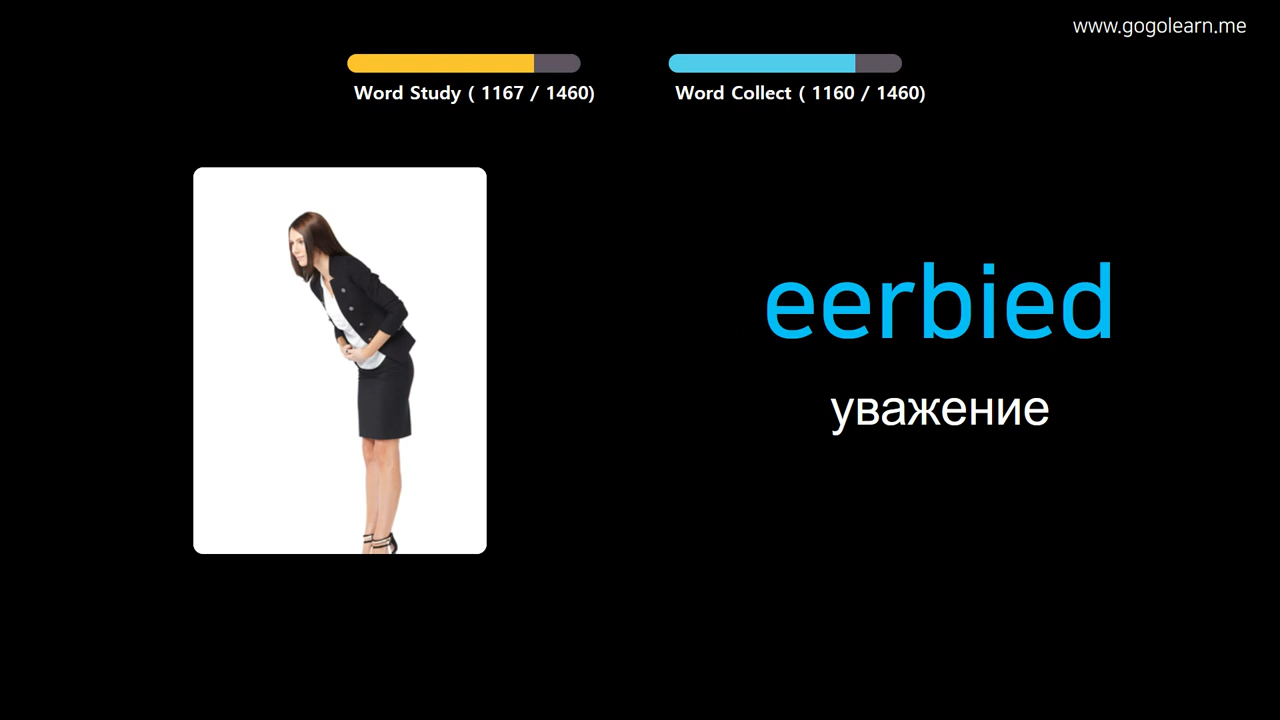 www.gogolearn.me
Word Study ( 1167 / 1460)
Word Collect ( 1160 / 1460)
eerbied
уважение